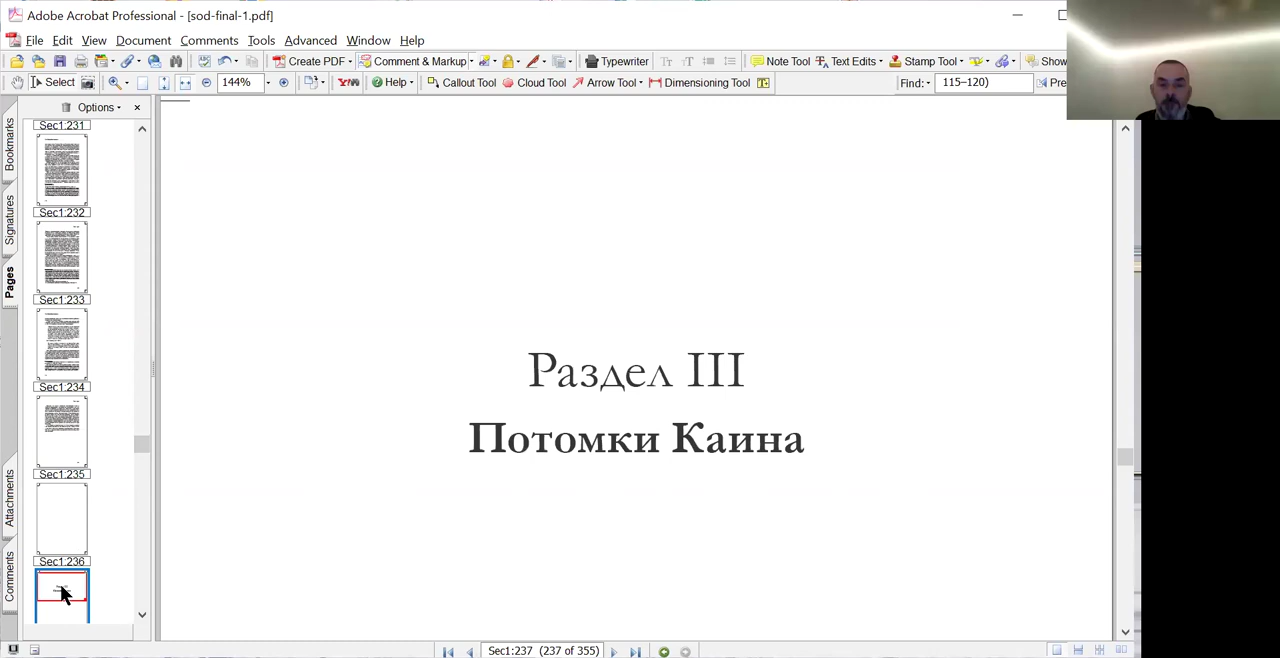 Adobe Acrobat Professional - [sod-final-1.pdf]
File Edit View Document Comments Tools Advanced Window Help
Create PDF Comment & Markup Typewriter Note Tool Text Edits Stamp Tool Show
Select 144% Help Callout Tool Cloud Tool Arrow Tool Dimensioning Tool Find: 115–120) Pre
Options
Bookmarks
Signatures
Pages
Attachments
Comments
Sec1:231
Sec1:232
Sec1:233
Sec1:234
Sec1:235
Sec1:236
Раздел III
Потомки Каина
Sec1:237 (237 of 355)